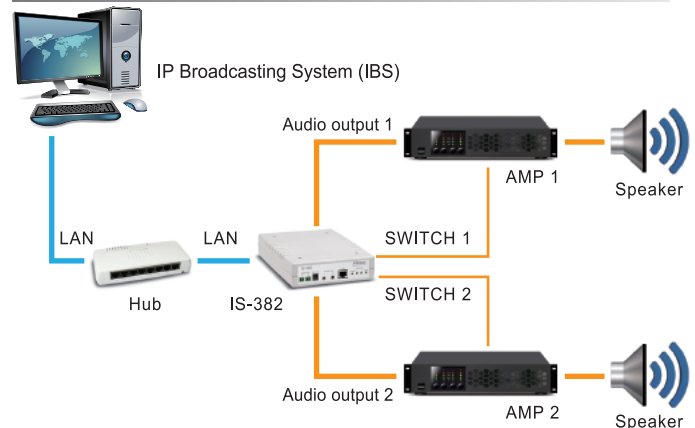 IP Broadcasting System (IBS)
Audio output 1
AMP 1
Speaker
LAN
LAN
SWITCH 1
Hub
IS-382
SWITCH 2
Audio output 2
AMP 2
Speaker